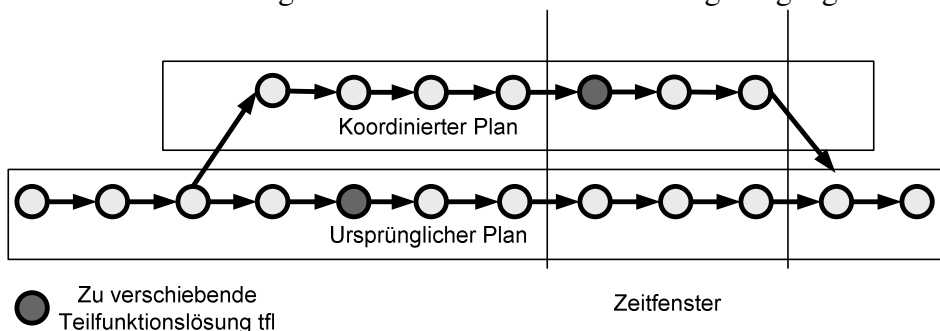 Koordinierter Plan
Ursprünglicher Plan
Zu verschiebende
Teilfunktionslösung tfl
Zeitfenster